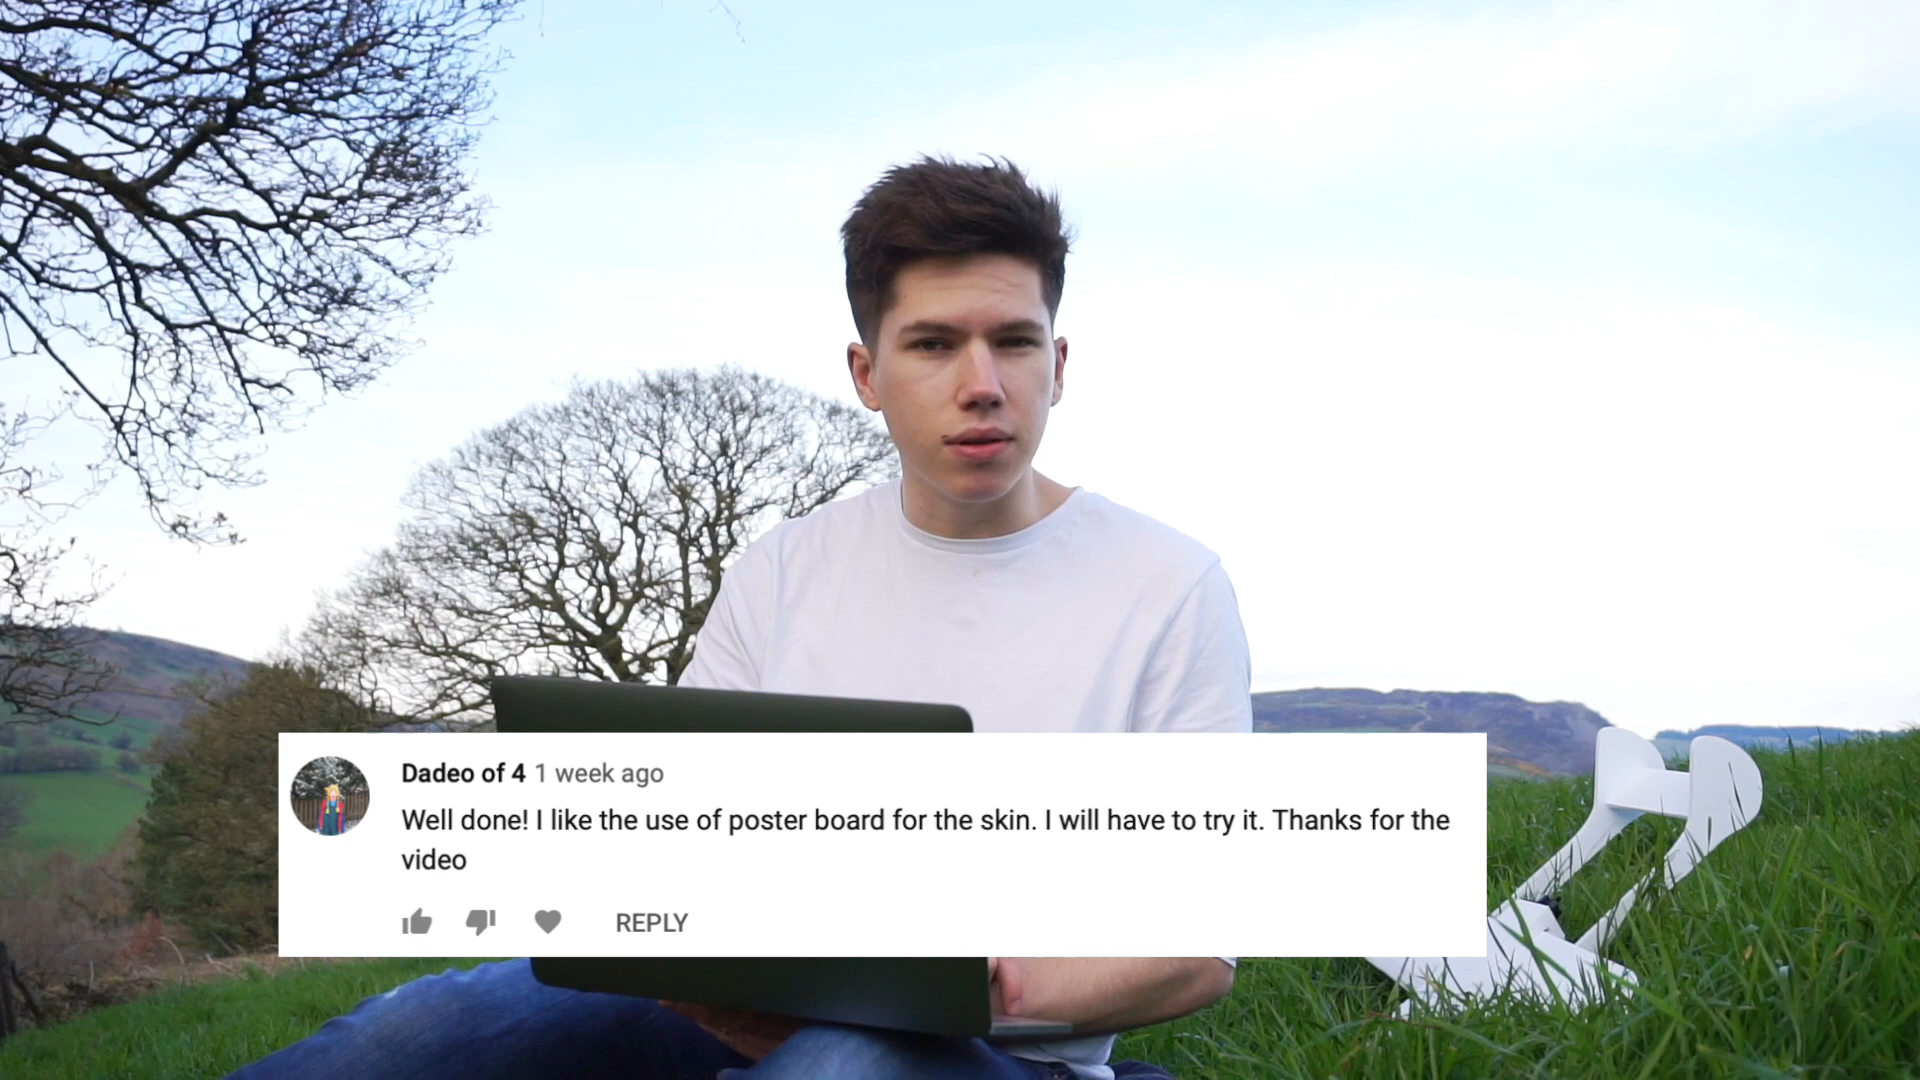 Dadeo of 4 1 week ago
Well done! I like the use of poster board for the skin. I will have to try it. Thanks for the
video
REPLY